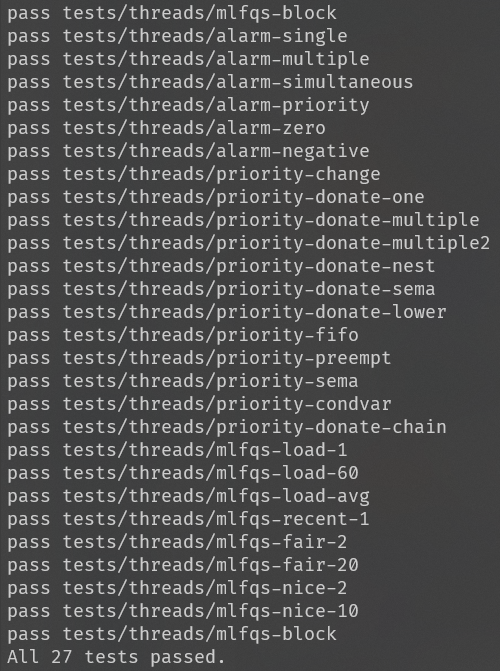 pass tests/threads/mlfqs-block
pass tests/threads/alarm-single
pass tests/threads/alarm-multiple
pass tests/threads/alarm-simultaneous
pass tests/threads/alarm-priority
pass tests/threads/alarm-zero
pass tests/threads/alarm-negative
pass tests/threads/priority-change
pass tests/threads/priority-donate-one
pass tests/threads/priority-donate-multiple
pass tests/threads/priority-donate-multiple2
pass tests/threads/priority-donate-nest
pass tests/threads/priority-donate-sema
pass tests/threads/priority-donate-lower
pass tests/threads/priority-fifo
pass tests/threads/priority-preempt
pass tests/threads/priority-sema
pass tests/threads/priority-condvar
pass tests/threads/priority-donate-chain
pass tests/threads/mlfqs-load-1
pass tests/threads/mlfqs-load-60
pass tests/threads/mlfqs-load-avg
pass tests/threads/mlfqs-recent-1
pass tests/threads/mlfqs-fair-2
pass tests/threads/mlfqs-fair-20
pass tests/threads/mlfqs-nice-2
pass tests/threads/mlfqs-nice-10
pass tests/threads/mlfqs-block
All 27 tests passed.